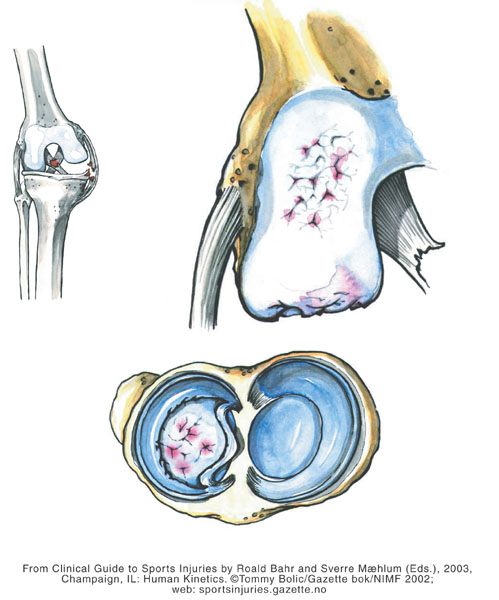 From Clinical Guide to Sports Injuries by Roald Bahr and Sverre Mæhlum (Eds.), 2003,
Champaign, IL: Human Kinetics. ©Tommy Bolic/Gazette bok/NIMF 2002;
web: sportsinjuries.gazette.no